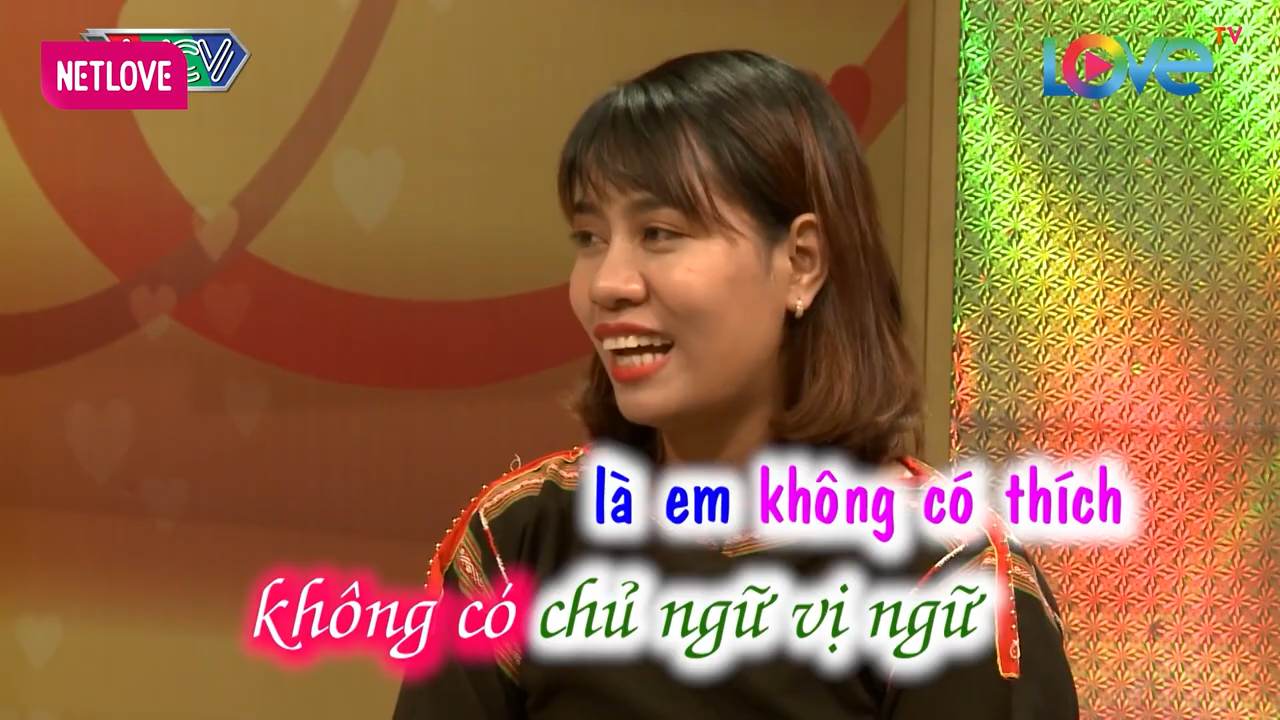 NETLOVE
LOVE TV
là em không có thích
không có chủ ngữ vị ngữ